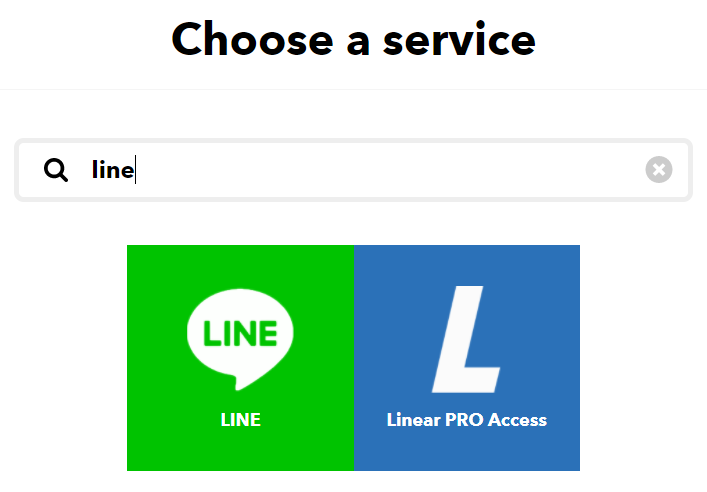 Choose a service
line
LINE
LINE
Linear PRO Access